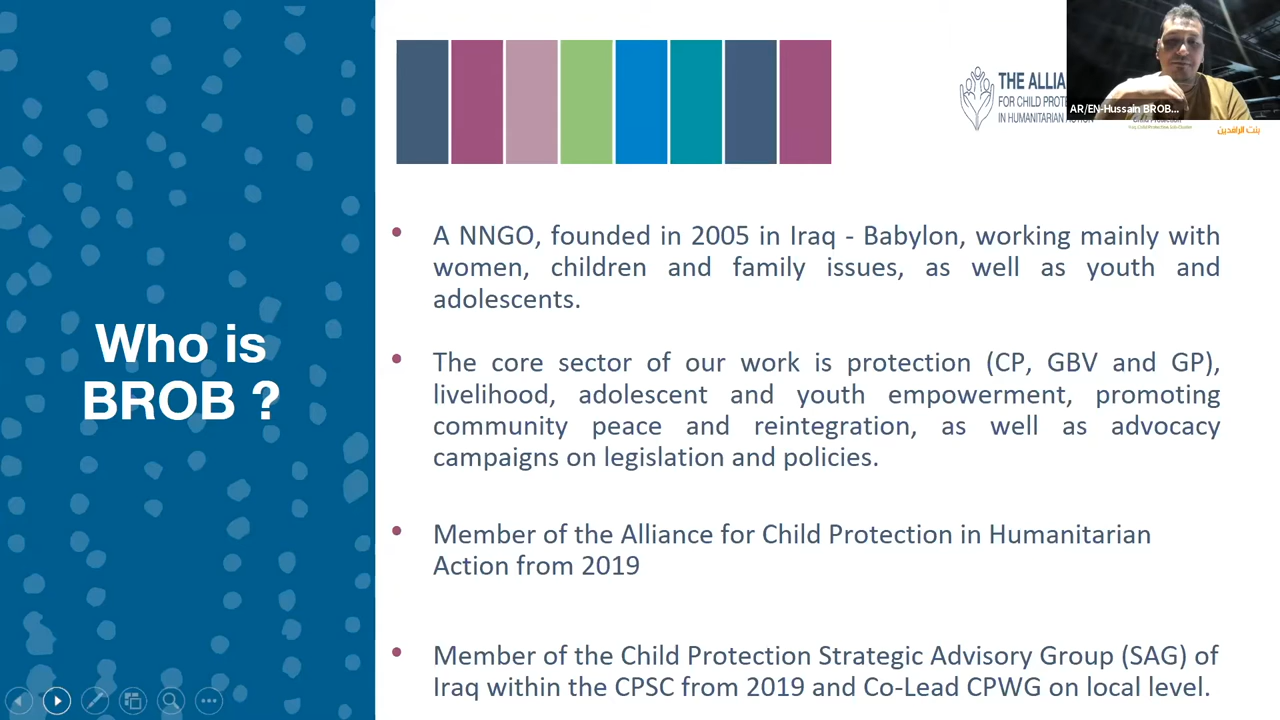 Who is
BROB ?
THE ALLIA
FOR CHILD PROTE
IN HUMANITARIAN ACTION
AR/EN-Hussain BROB...
بنت الرافدين
• A NNGO, founded in 2005 in Iraq - Babylon, working mainly with
women, children and family issues, as well as youth and
adolescents.
• The core sector of our work is protection (CP, GBV and GP),
livelihood, adolescent and youth empowerment, promoting
community peace and reintegration, as well as advocacy
campaigns on legislation and policies.
• Member of the Alliance for Child Protection in Humanitarian
Action from 2019
• Member of the Child Protection Strategic Advisory Group (SAG) of
Iraq within the CPSC from 2019 and Co-Lead CPWG on local level.